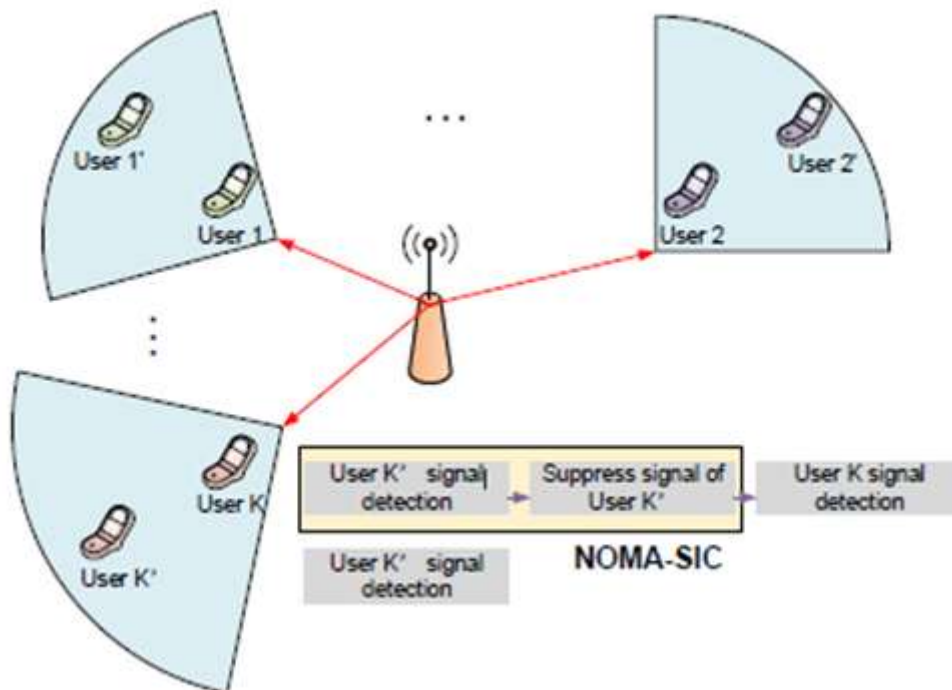 ...
User 1'
User 2'
User 1
User 2
User K' signal
detection
Suppress signal of
User K'
User K signal
detection
User K
User K'
NOMA-SIC
User K' signal
detection